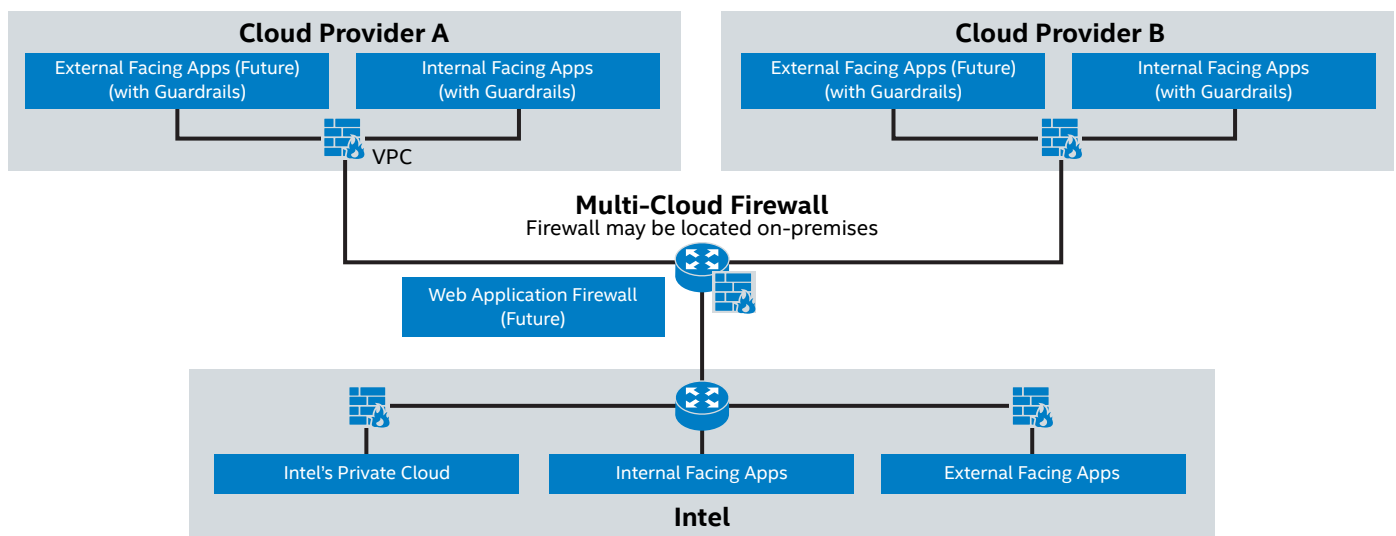 Cloud Provider A
External Facing Apps (Future)
(with Guardrails)
Internal Facing Apps
(with Guardrails)
VPC
Cloud Provider B
External Facing Apps (Future)
(with Guardrails)
Internal Facing Apps
(with Guardrails)
Multi-Cloud Firewall
Firewall may be located on-premises
Web Application Firewall
(Future)
Intel's Private Cloud
Internal Facing Apps
External Facing Apps
Intel